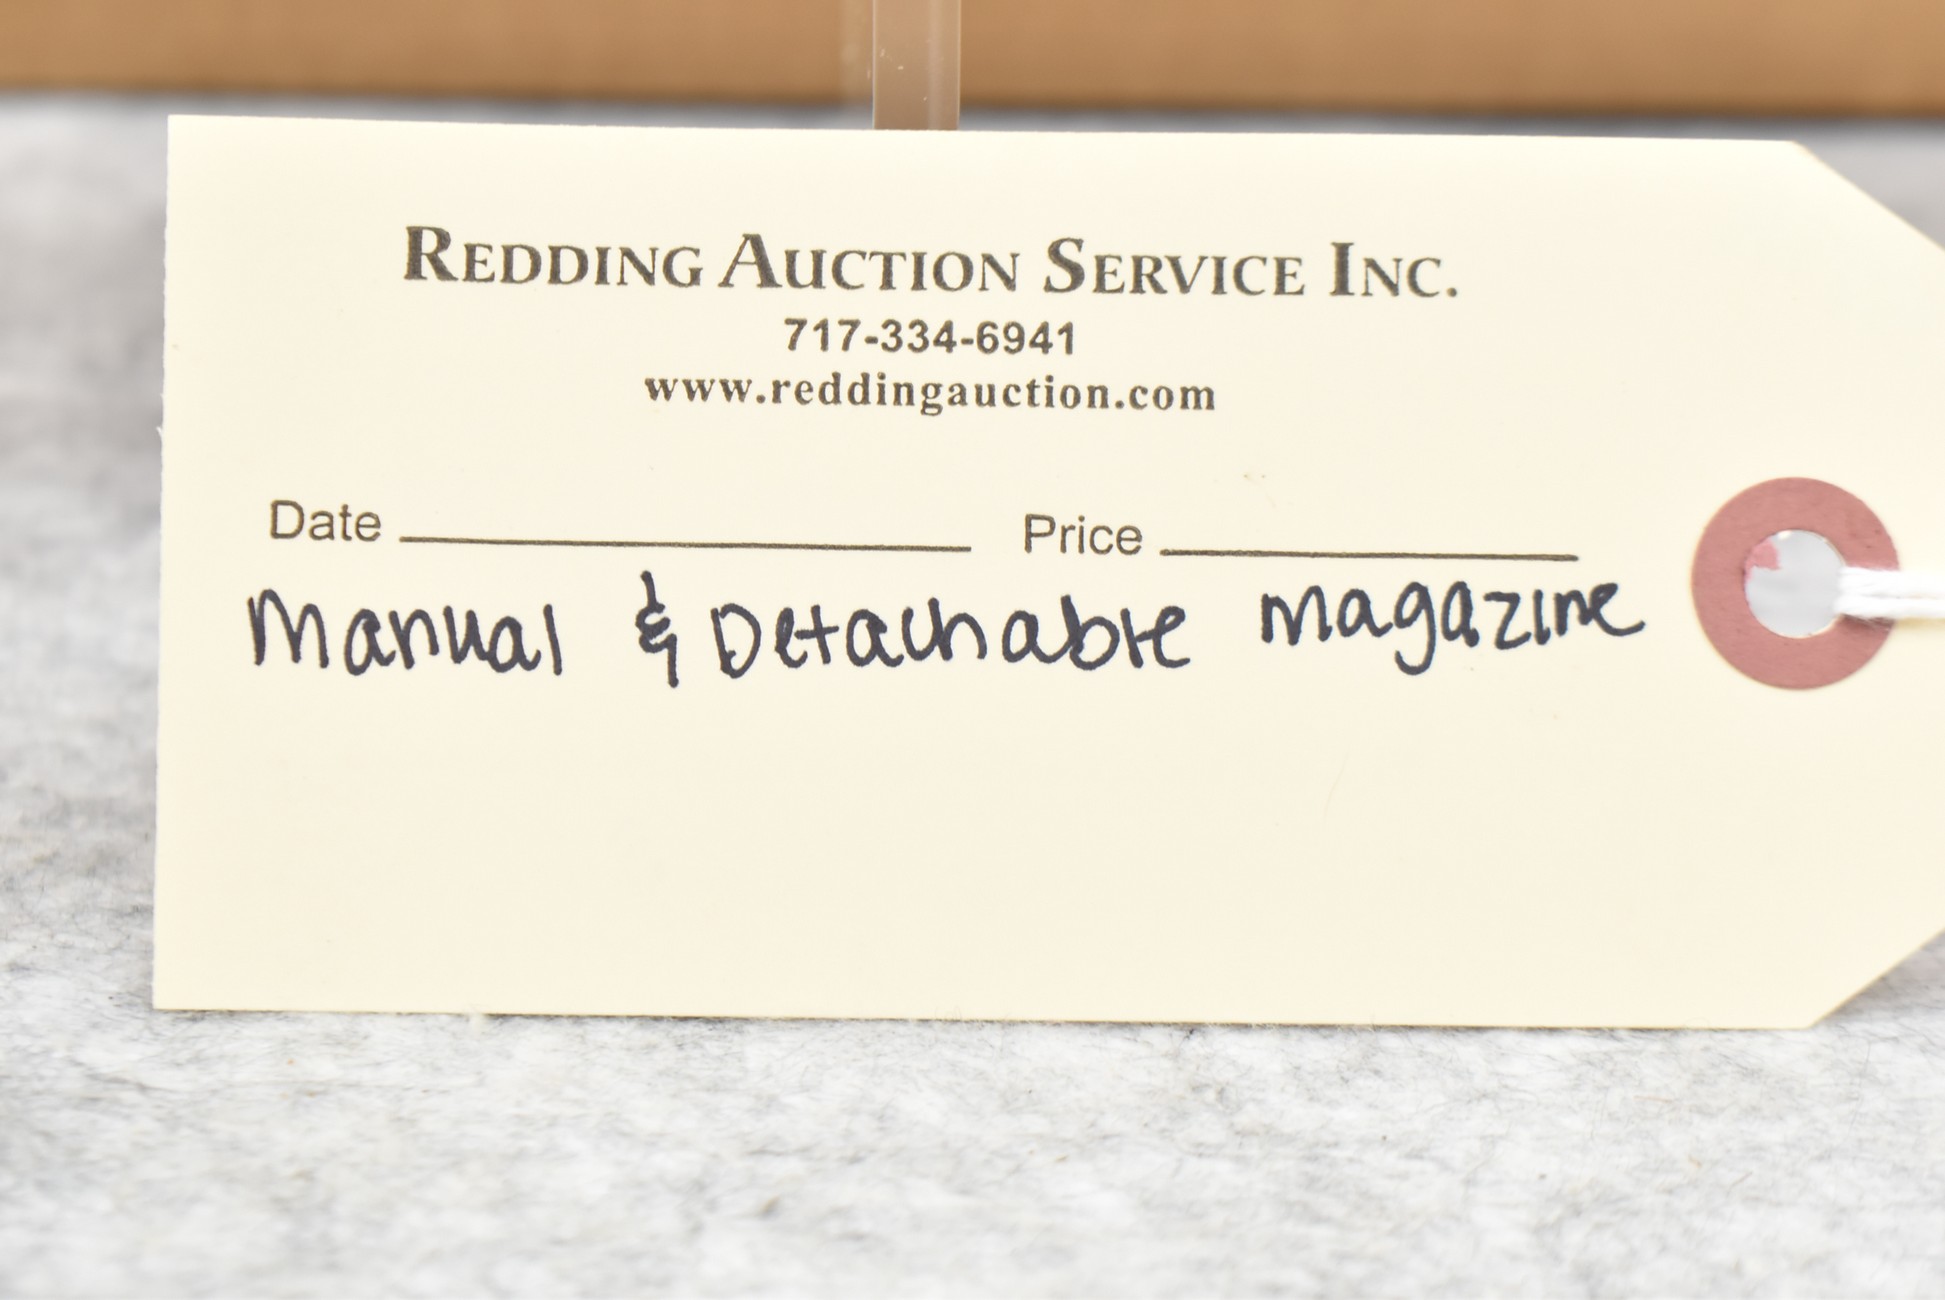 REDDING AUCTION SERVICE INC.
717-334-6941
www.reddingauction.com
Date Price
Manual & Detachable magazine